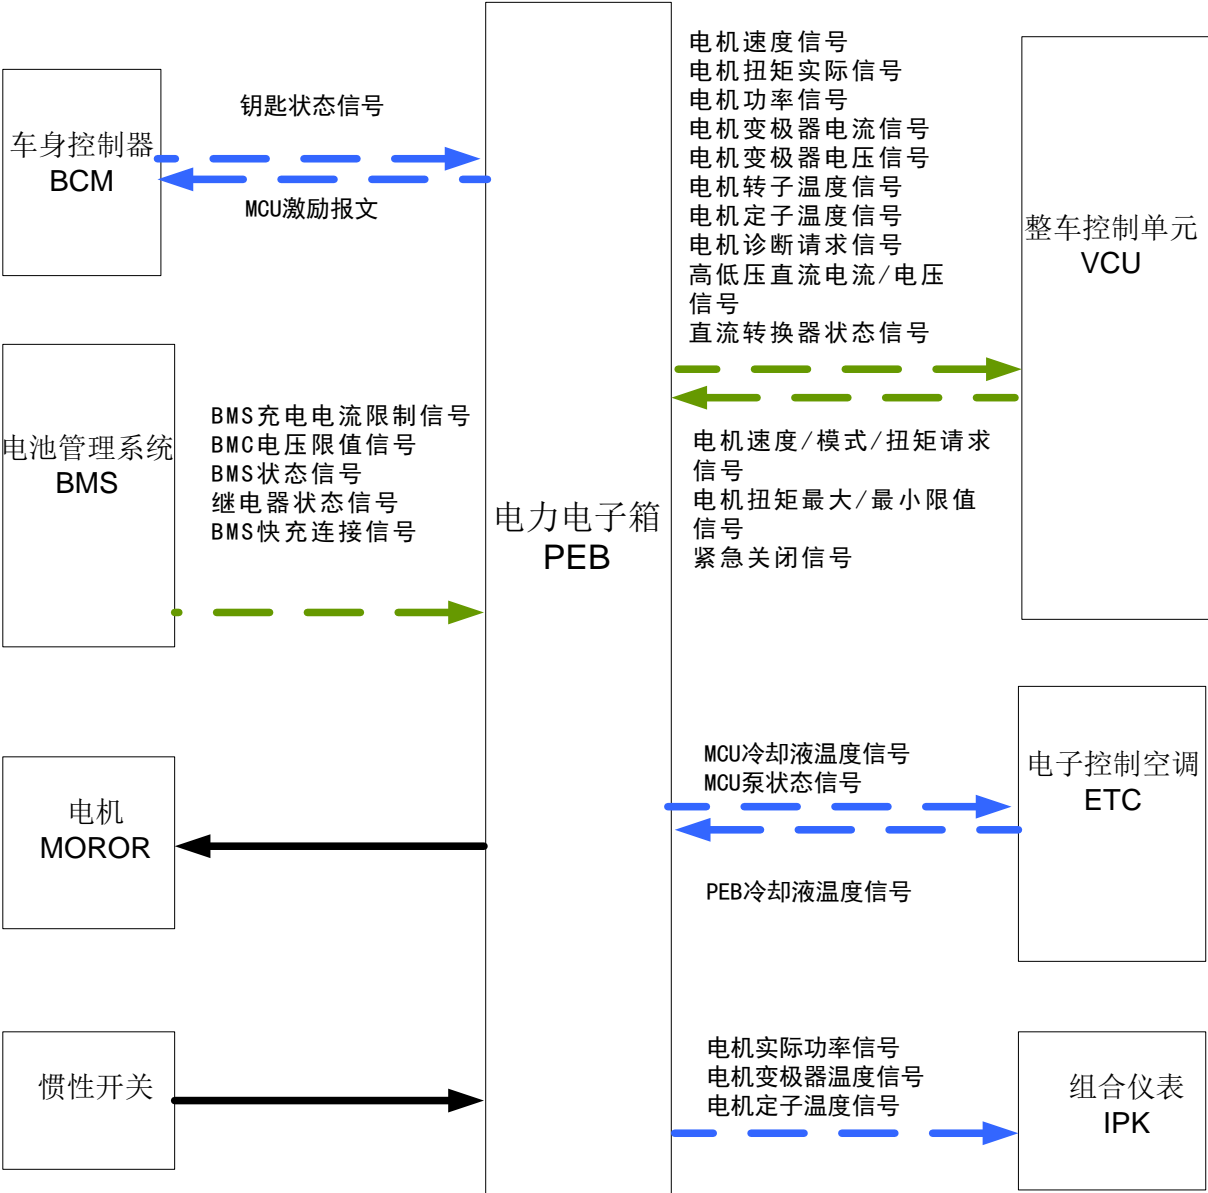 车身控制器
BCM
钥匙状态信号
MCU激励报文
电池管理系统
BMS
BMS充电电流限制信号
BMC电压限值信号
BMS状态信号
继电器状态信号
BMS快充连接信号
电机
MOROR
惯性开关
电力电子箱
PEB
电机速度信号
电机扭矩实际信号
电机功率信号
电机变极器电流信号
电机变极器电压信号
电机转子温度信号
电机定子温度信号
电机诊断请求信号
高低压直流电流/电压
信号
直流转换器状态信号
电机速度/模式/扭矩请求
信号
电机扭矩最大/最小限值
信号
紧急关闭信号
整车控制单元
VCU
MCU冷却液温度信号
MCU泵状态信号
PEB冷却液温度信号
电子控制空调
ETC
电机实际功率信号
电机变极器温度信号
电机定子温度信号
组合仪表
IPK